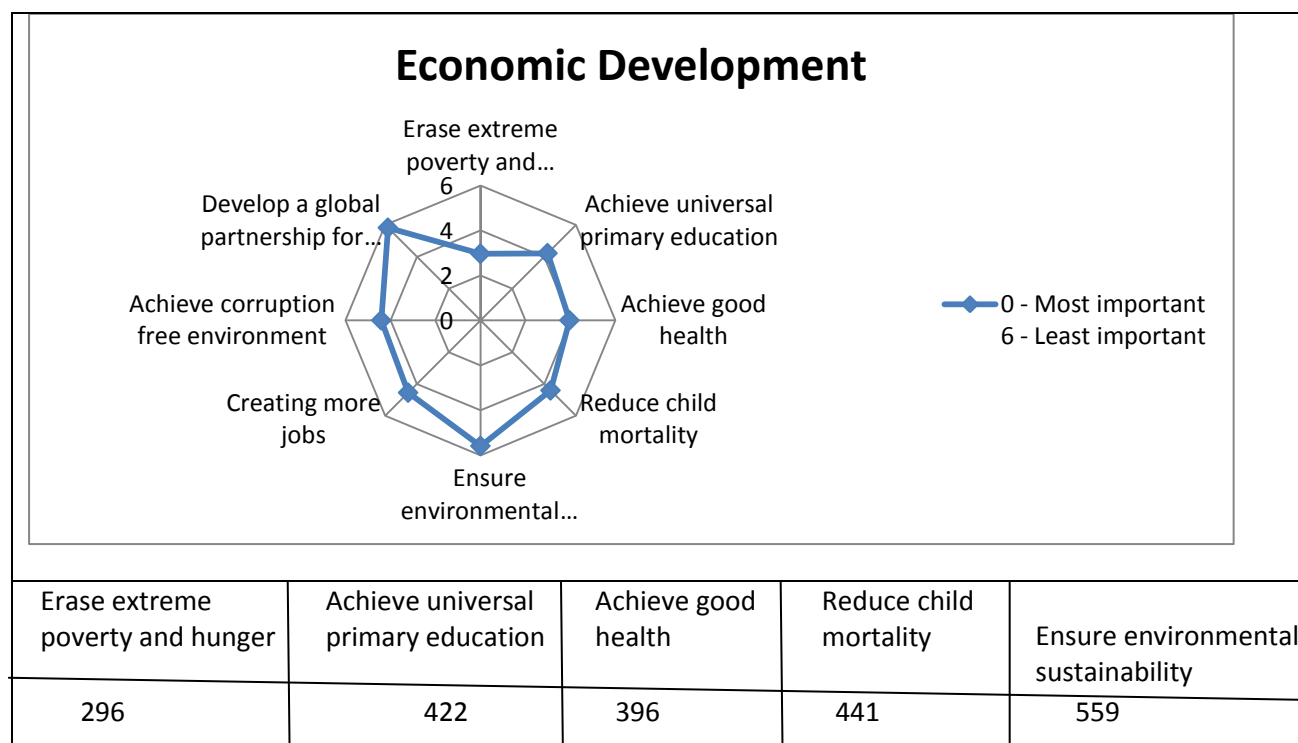 Economic Development
Erase extreme
poverty and...
Achieve universal
primary education
Achieve good
health
Reduce child
mortality
Ensure
environmental...
Creating more
jobs
Achieve corruption
free environment
Develop a global
partnership for...
6
4
2
0
0 - Most important
6 - Least important
Erase extreme
poverty and hunger
Achieve universal
primary education
Achieve good
health
Reduce child
mortality
Ensure environmental
sustainability
296
422
396
441
559